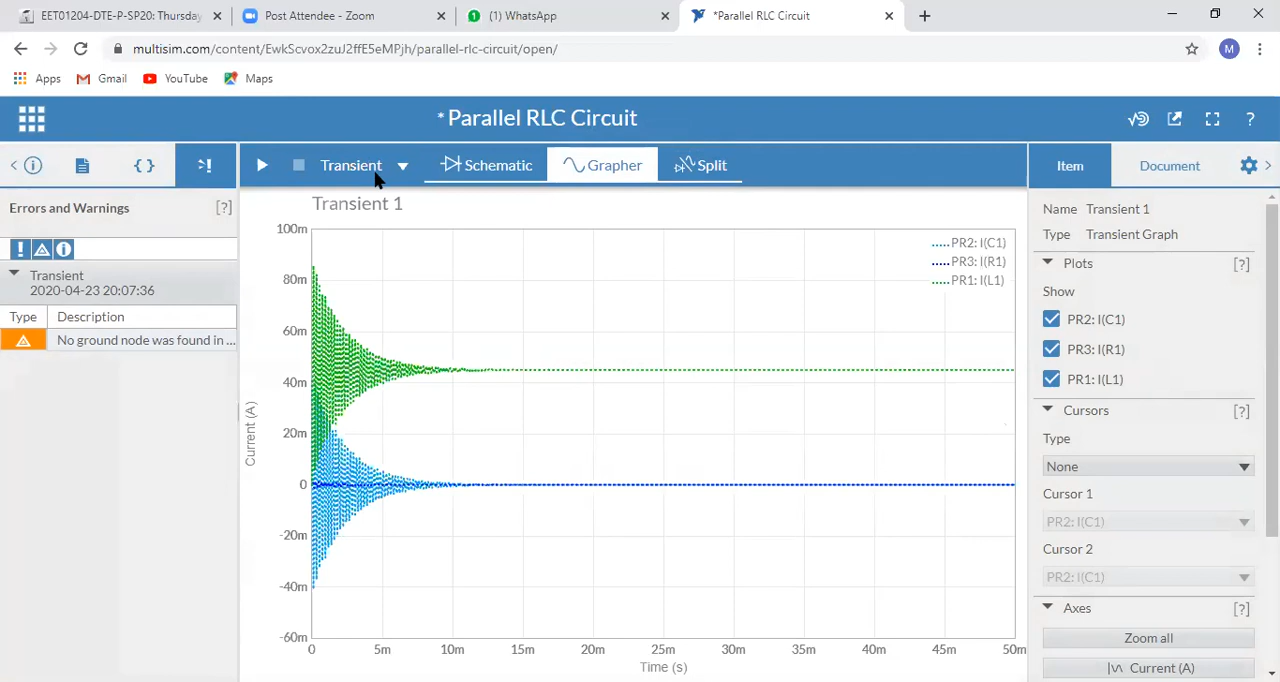 EET01204-DTE-P-SP20: Thursday
Post Attendee - Zoom
(1) WhatsApp
*Parallel RLC Circuit
multisim.com/content/EwkScvox2zuJ2ffE5eMPjh/parallel-rlc-circuit/open/
M
Apps
Gmail
YouTube
Maps
* Parallel RLC Circuit
?
Transient
Schematic
Grapher
Split
Item
Document
Errors and Warnings
[?]
Transient
2020-04-23 20:07:36
Type
Description
No ground node was found in ...
Transient 1
100m
80m
60m
40m
20m
0
-20m
-40m
-60m
Current (A)
PR2: I(C1)
PR3: I(R1)
PR1: I(L1)
0
5m
10m
15m
20m
25m
30m
35m
40m
45m
50m
Time (s)
Name Transient 1
Type Transient Graph
Plots [?]
Show
PR2: I(C1)
PR3: I(R1)
PR1: I(L1)
Cursors [?]
Type
None
Cursor 1
PR2: I(C1)
Cursor 2
PR2: I(C1)
Axes [?]
Zoom all
Current (A)